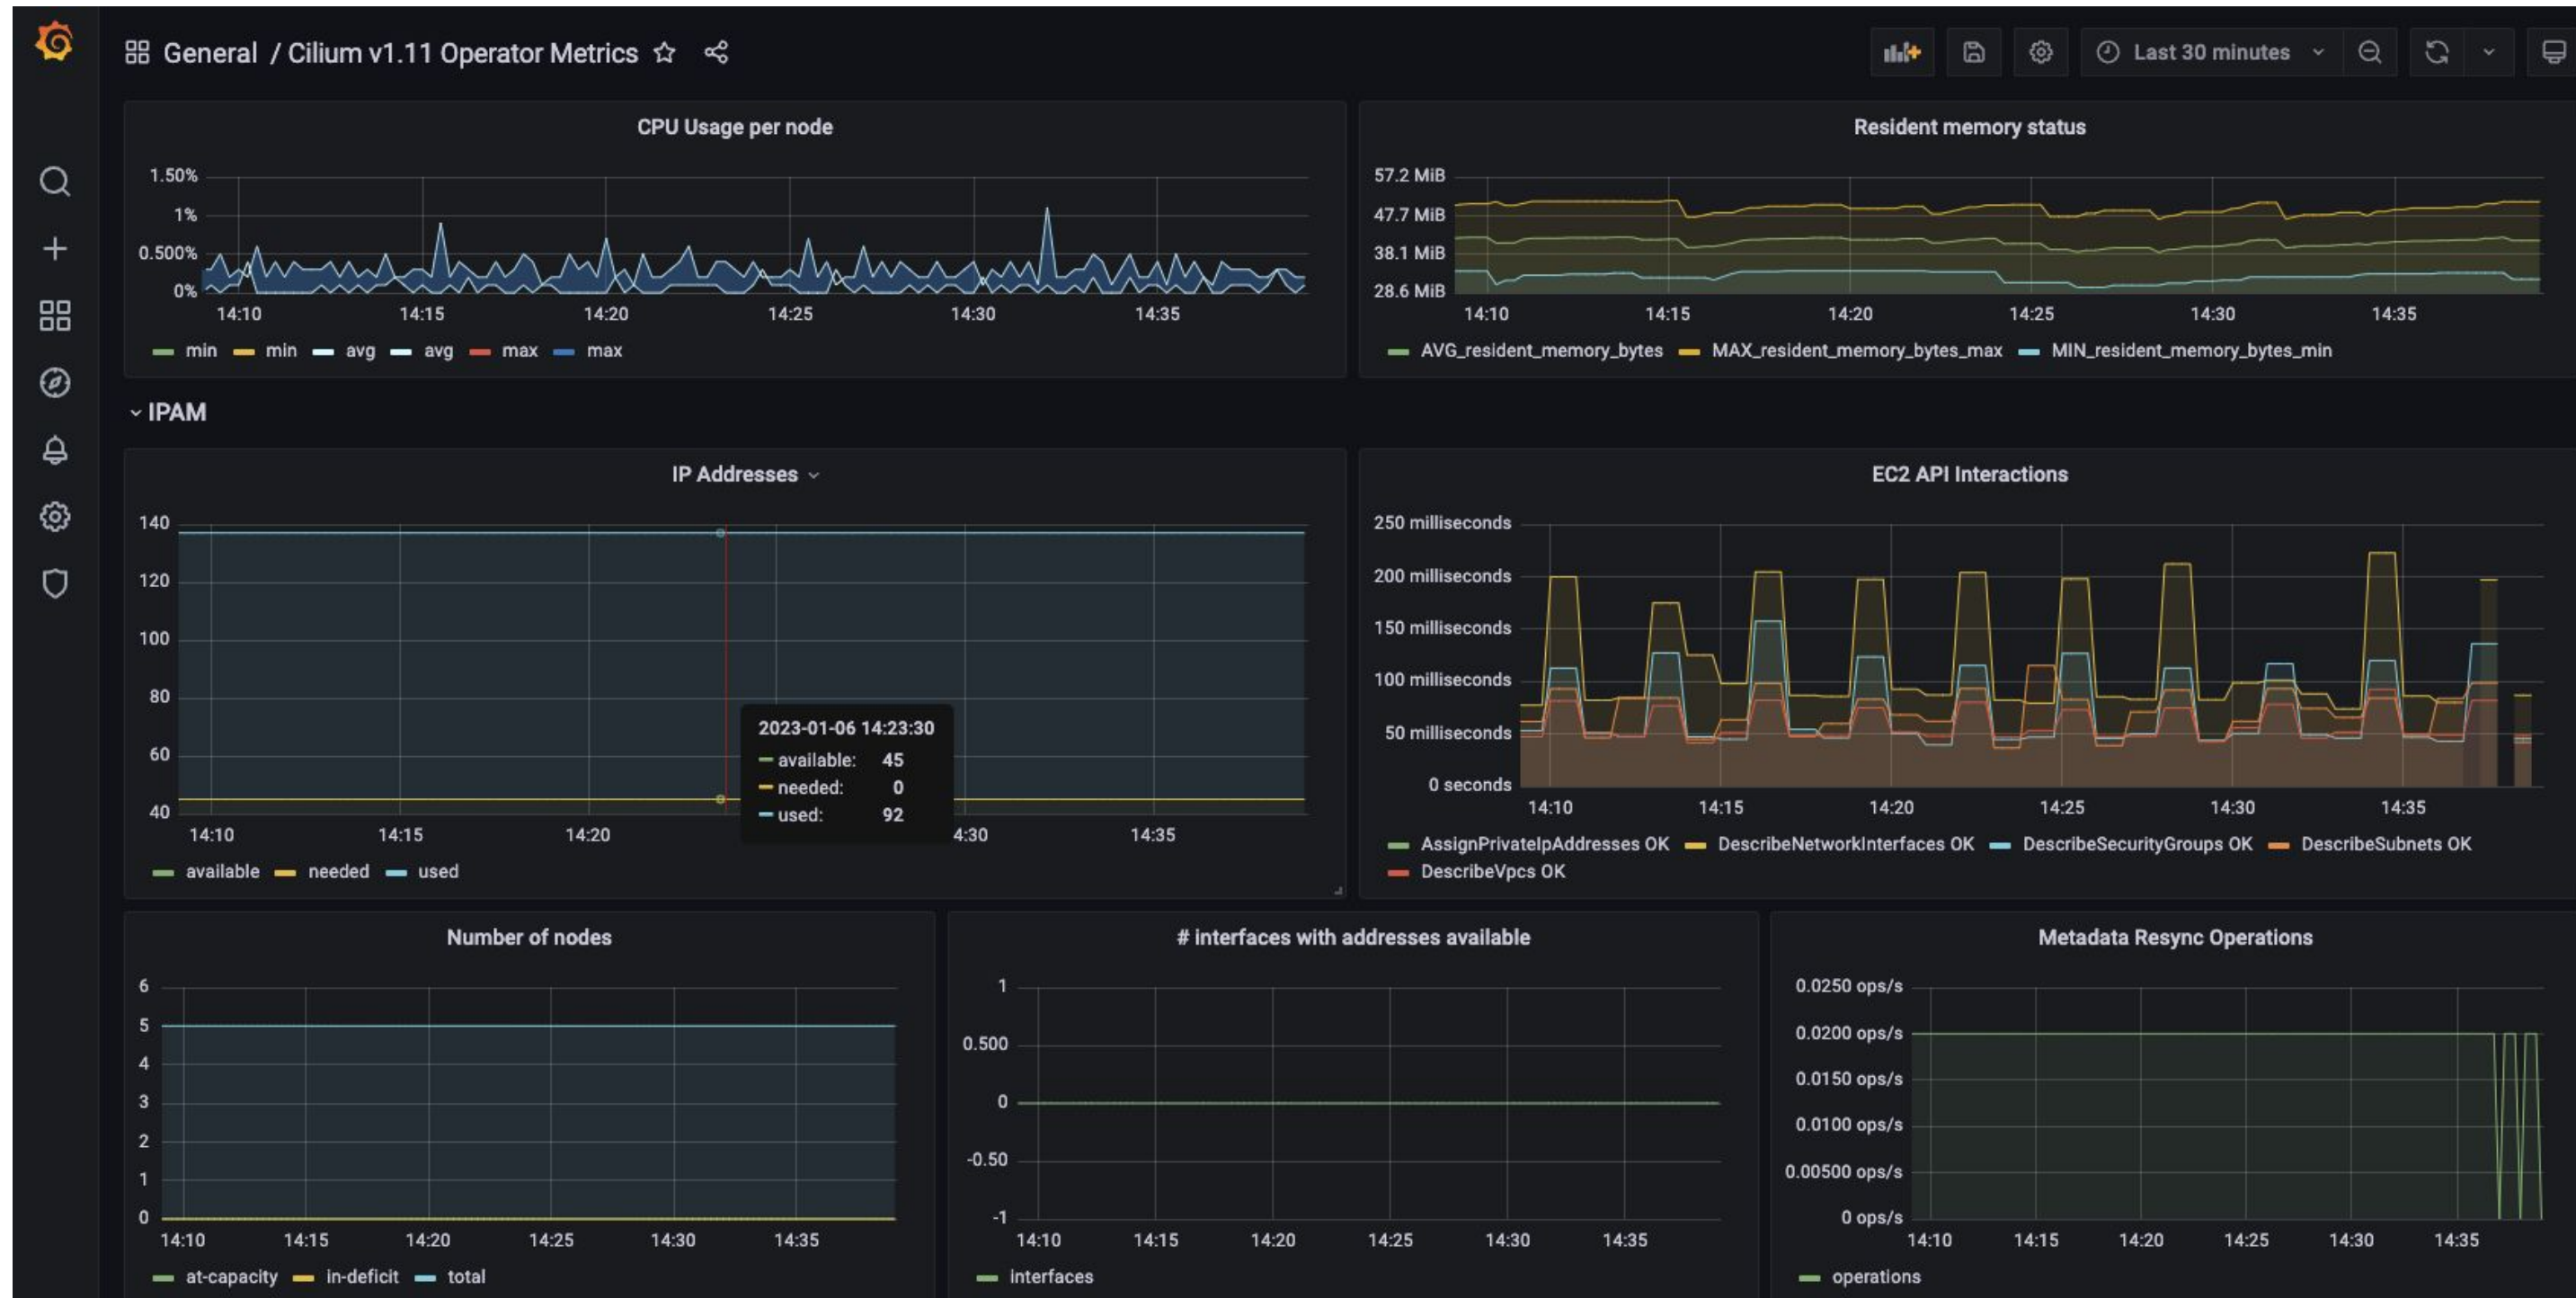 General / Cilium v1.11 Operator Metrics
Last 30 minutes
CPU Usage per node
1.50%
1%
0.500%
0%
14:10 14:15 14:20 14:25 14:30 14:35
min min avg avg max max
Resident memory status
57.2 MiB
47.7 MiB
38.1 MiB
28.6 MiB
14:10 14:15 14:20 14:25 14:30 14:35
AVG_resident_memory_bytes MAX_resident_memory_bytes_max MIN_resident_memory_bytes_min
IPAM
IP Addresses
140
120
100
80
60
40
14:10 14:15 14:20 4:30 14:35
2023-01-06 14:23:30
available: 45
needed: 0
used: 92
available needed used
EC2 API Interactions
250 milliseconds
200 milliseconds
150 milliseconds
100 milliseconds
50 milliseconds
0 seconds
14:10 14:15 14:20 14:25 14:30 14:35
AssignPrivateIpAddresses OK DescribeNetworkInterfaces OK DescribeSecurityGroups OK DescribeSubnets OK
DescribeVpcs OK
Number of nodes
6
5
4
3
2
1
0
14:10 14:15 14:20 14:25 14:30 14:35
at-capacity in-deficit total
# interfaces with addresses available
1
0.500
0
-0.50
-1
14:10 14:15 14:20 14:25 14:30 14:35
interfaces
Metadata Resync Operations
0.0250 ops/s
0.0200 ops/s
0.0150 ops/s
0.0100 ops/s
0.00500 ops/s
0 ops/s
14:10 14:15 14:20 14:25 14:30 14:35
operations